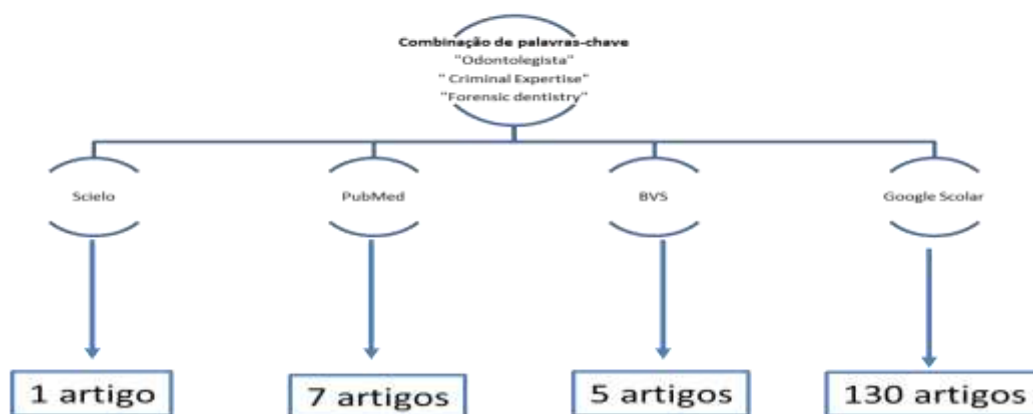 Combinação de palavras-chave
"Odontolegista"
" Criminal Expertise"
"Forensic dentistry"
Scielo
PubMed
BVS
Google Scolar
1 artigo
7 artigos
5 artigos
130 artigos